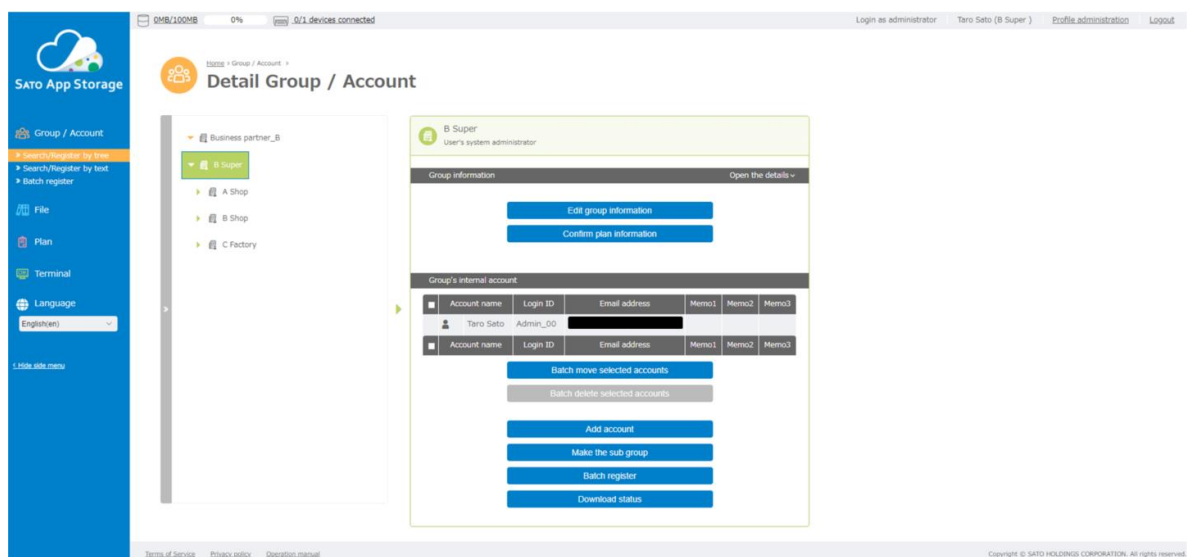 0MB/100MB 0% 0/1 devices connected Login as administrator Taro Sato (B Super ) Profile administration Logout
SATO App Storage
Home > Group / Account >
Detail Group / Account
Group / Account
> Search/Register by tree
> Search/Register by text
> Batch register
File
Plan
Terminal
Language
English(en)
< Hide side menu
Business partner_B
B Super
A Shop
B Shop
C Factory
B Super
User's system administrator
Group information Open the details
Edit group information
Confirm plan information
Group's internal account
Account name Login ID Email address Memo1 Memo2 Memo3
Taro Sato Admin_00
Account name Login ID Email address Memo1 Memo2 Memo3
Batch move selected accounts
Batch delete selected accounts
Add account
Make the sub group
Batch register
Download status
Terms of Service Privacy policy Operation manual Copyright © SATO HOLDINGS CORPORATION. All rights reserved.